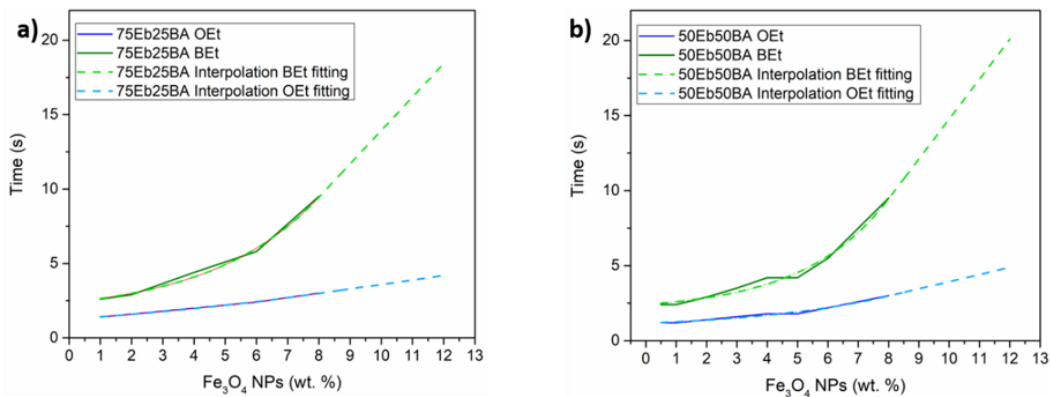 a)
75Eb25BA OEt
75Eb25BA BEt
75Eb25BA Interpolation BEt fitting
75Eb25BA Interpolation OEt fitting
Time (s)
20
15
10
5
0
0 1 2 3 4 5 6 7 8 9 10 11 12 13
Fe₃O₄ NPs (wt. %)
b)
50Eb50BA OEt
50Eb50BA BEt
50Eb50BA Interpolation BEt fitting
50Eb50BA Interpolation OEt fitting
Time (s)
20
15
10
5
0
0 1 2 3 4 5 6 7 8 9 10 11 12 13
Fe₃O₄ NPs (wt. %)